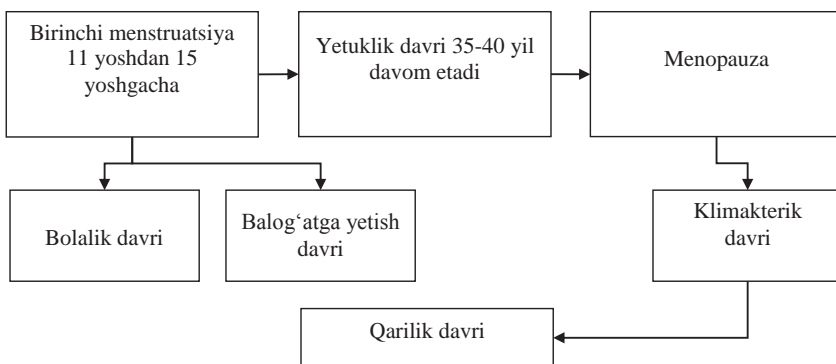 Birinchi menstruatsiya
11 yoshdan 15
yoshgacha
Yetuklik davri 35-40 yil
davom etadi
Menopauza
Bolalik davri
Balog‘atga yetish
davri
Klimakterik
davri
Qarilik davri